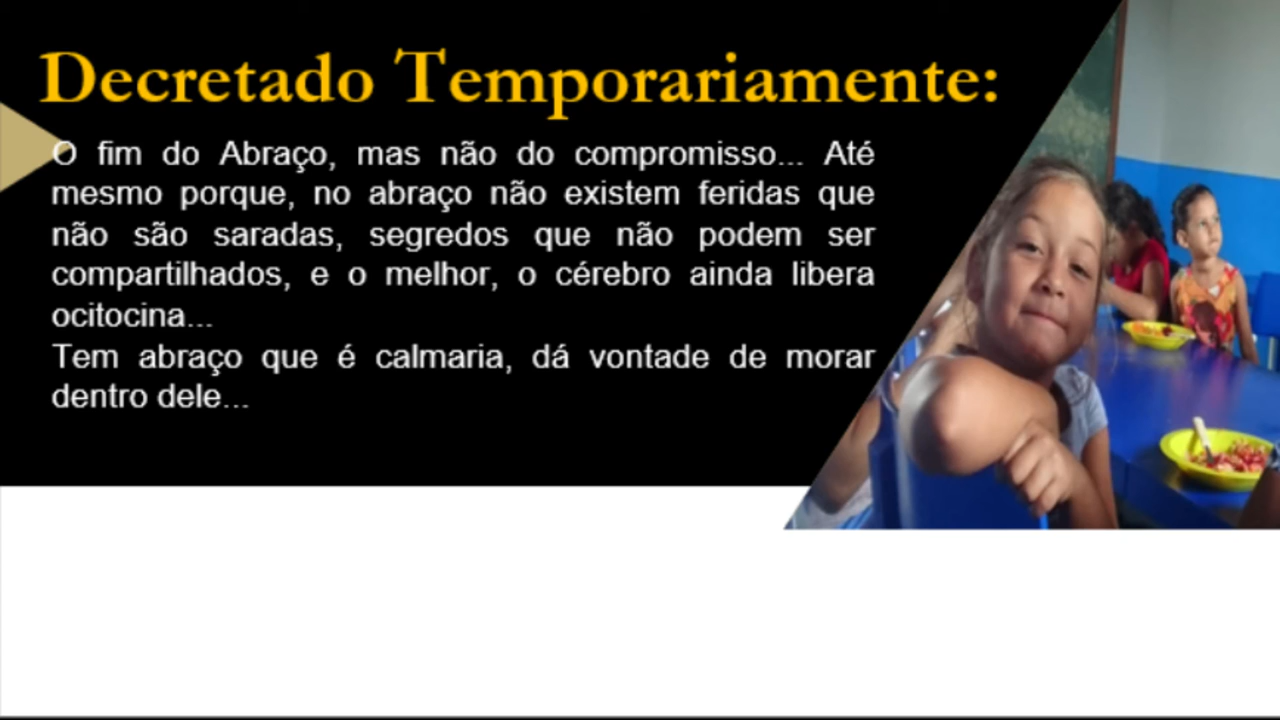 Decretado Temporariamente:
O fim do Abraço, mas não do compromisso... Até
mesmo porque, no abraço não existem feridas que
não são saradas, segredos que não podem ser
compartilhados, e o melhor, o cérebro ainda libera
ocitocina...
Tem abraço que é calmaria, dá vontade de morar
dentro dele...